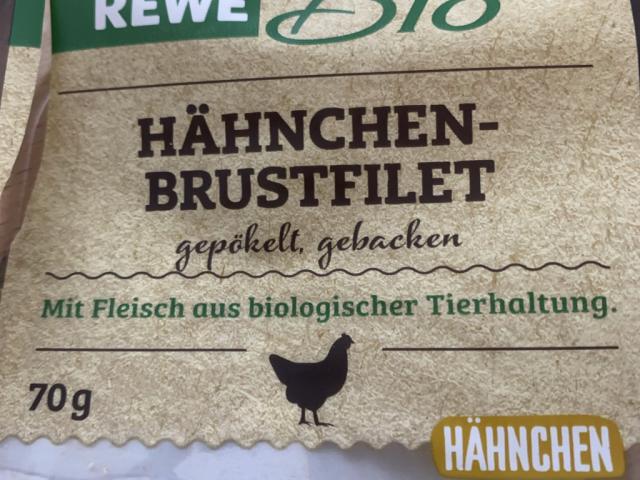 REWE Bio
HÄHNCHEN-
BRUSTFILET
gepökelt, gebacken
Mit Fleisch aus biologischer Tierhaltung.
70g
HÄHNCHEN